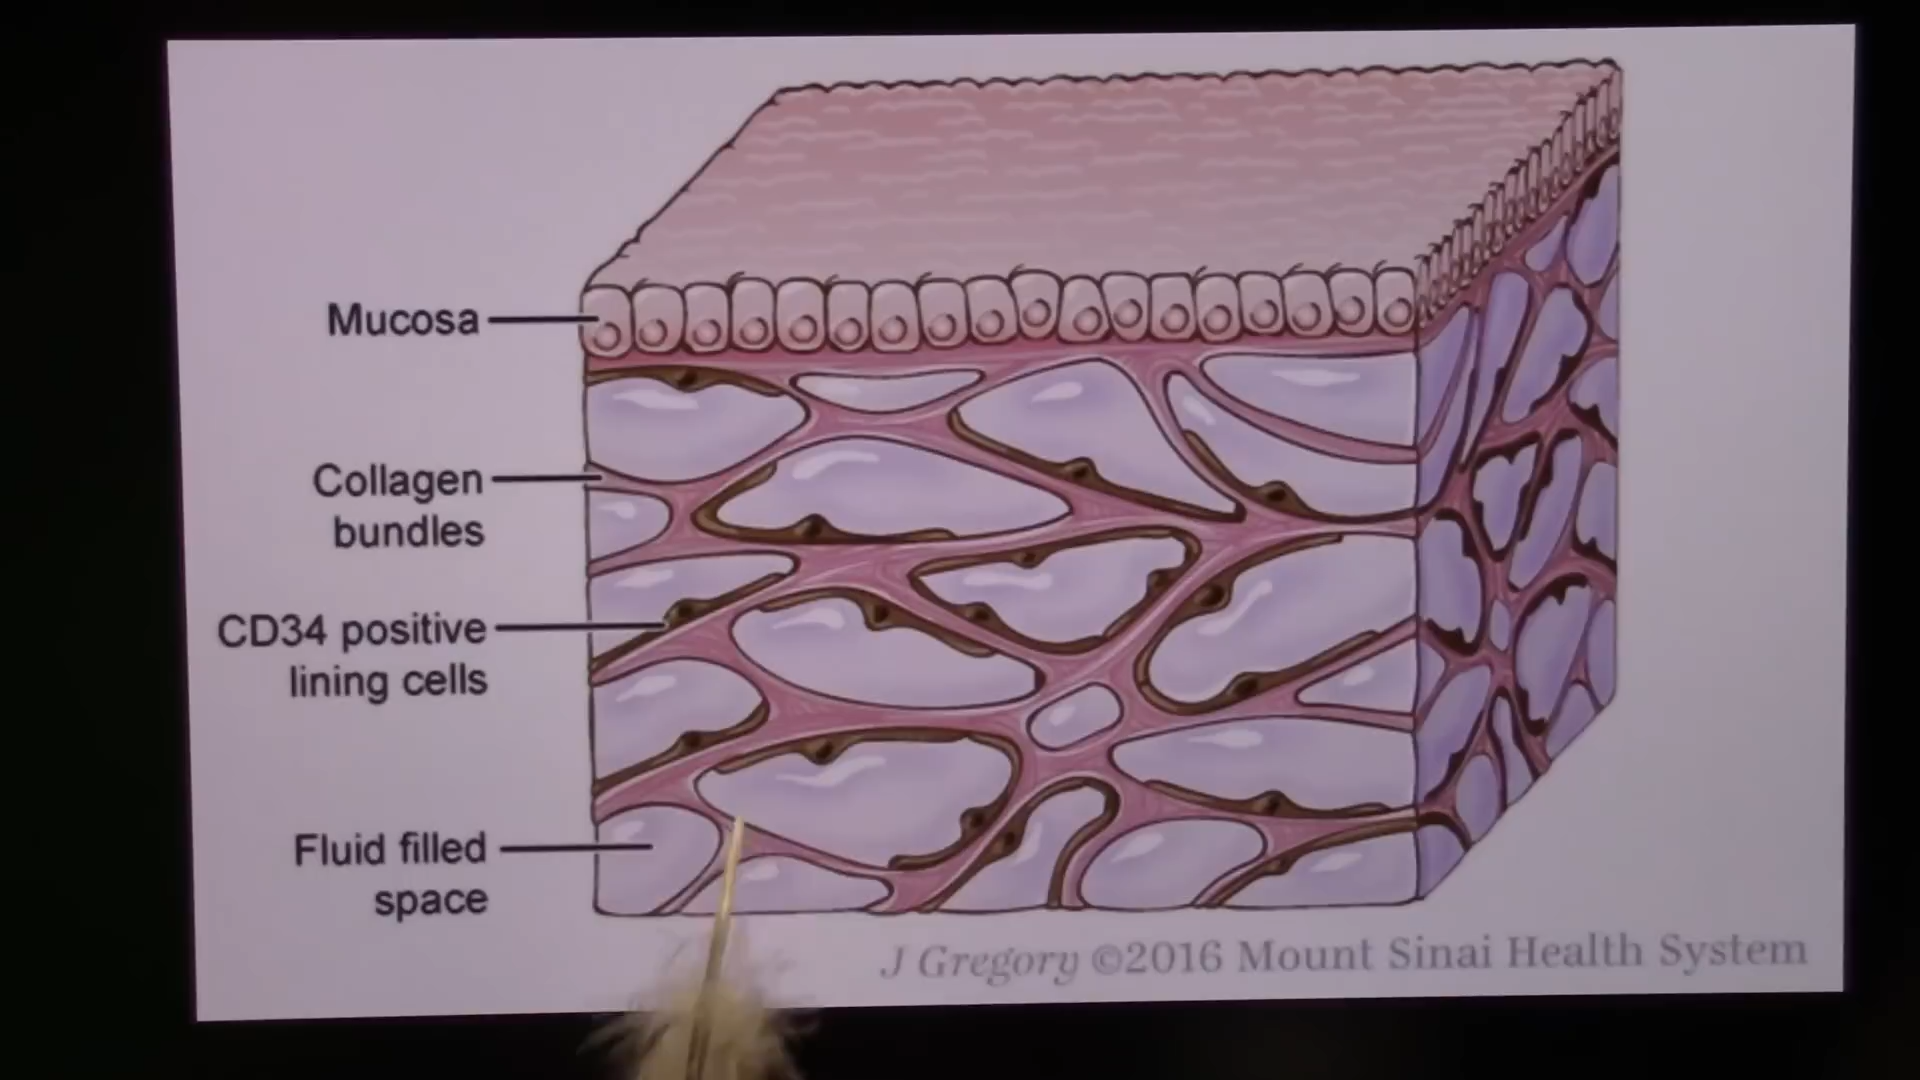 Mucosa
Collagen
bundles
CD34 positive
lining cells
Fluid filled
space
J Gregory ©2016 Mount Sinai Health System